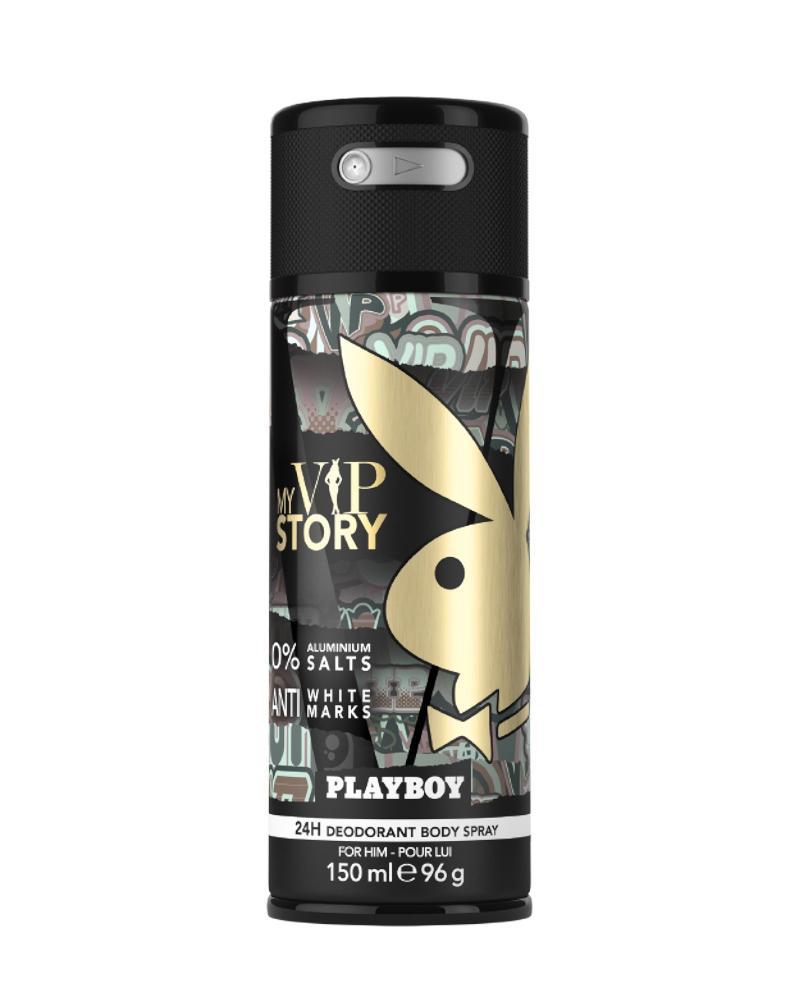 MY VIP
STORY
0% ALUMINIUM
SALTS
ANTI WHITE
MARKS
PLAYBOY
24H DEODORANT BODY SPRAY
FOR HIM - POUR LUI
150 ml e 96 g